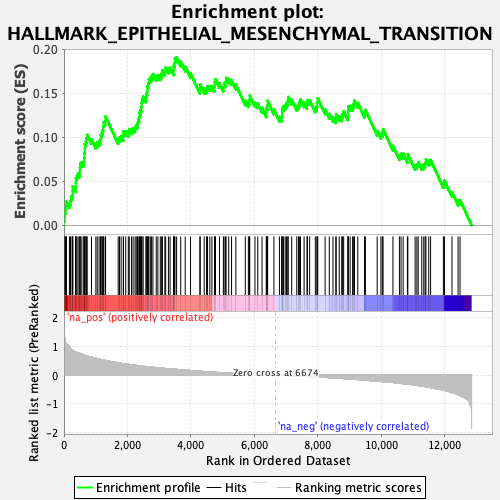 Enrichment plot:
HALLMARK_EPITHELIAL_MESENCHYMAL_TRANSITION
Enrichment score (ES)
0.20
0.15
0.10
0.05
0.00
Ranked list metric (PreRanked)
2
1
0
-1
-2
'na_pos' (positively correlated)
Zero cross at 6674
'na_neg' (negatively correlated)
0
2,000
4,000
6,000
8,000
10,000
12,000
Rank in Ordered Dataset
Enrichment profile
Hits
Ranking metric scores